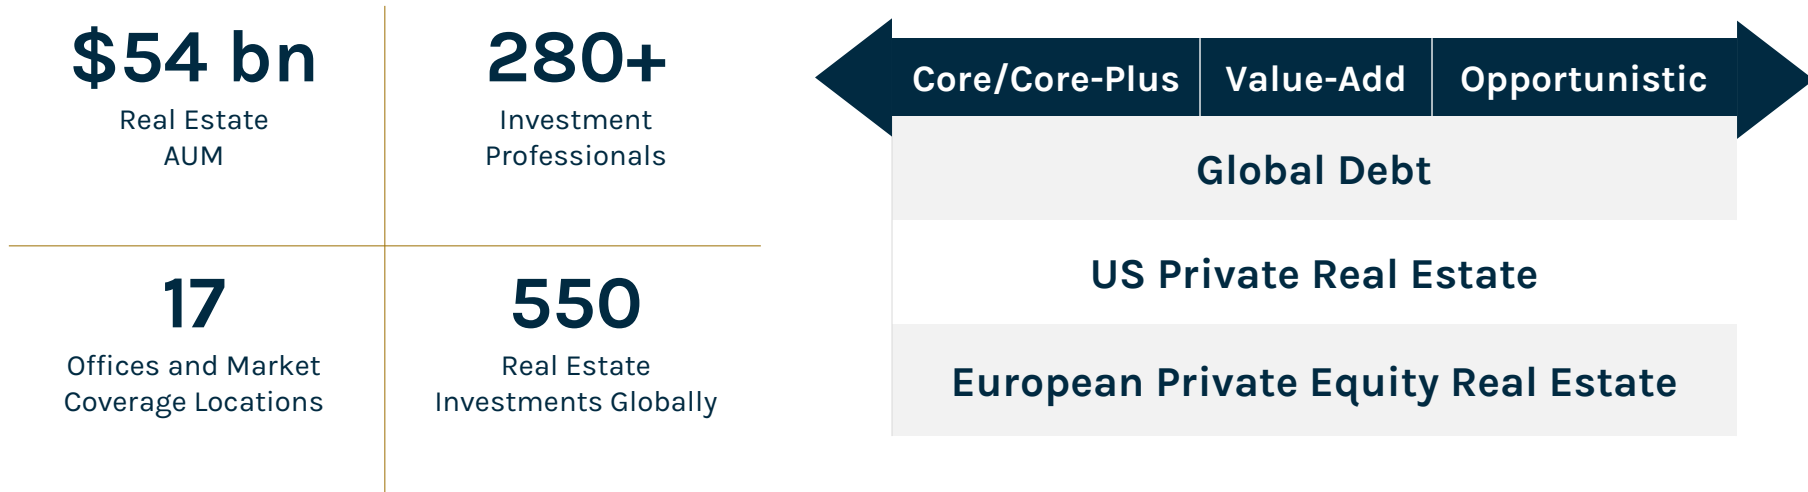 $54 bn
Real Estate
AUM
280+
Investment
Professionals
17
Offices and Market
Coverage Locations
550
Real Estate
Investments Globally
Core/Core-Plus
Value-Add
Opportunistic
Global Debt
US Private Real Estate
European Private Equity Real Estate